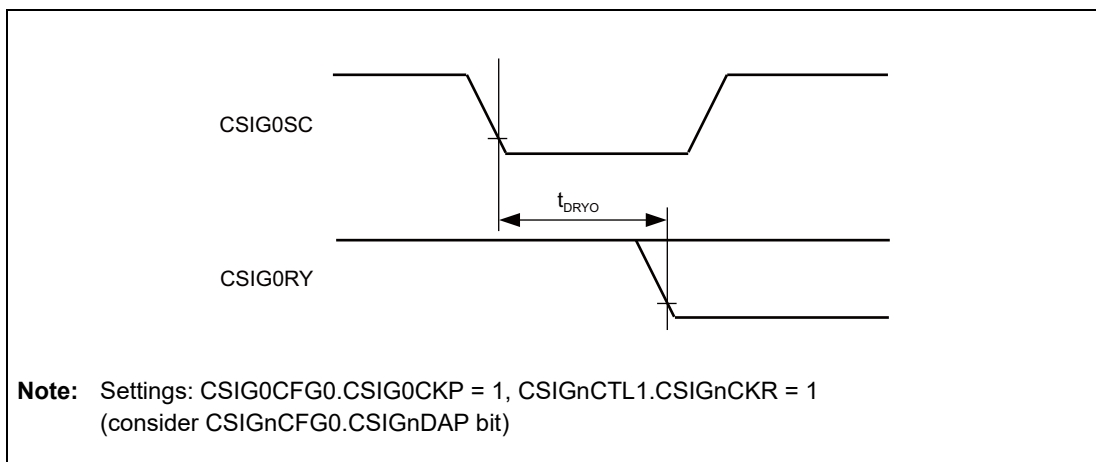 CSIG0SC
tDRYO
CSIG0RY
Note: Settings: CSIG0CFG0.CSIG0CKP = 1, CSIGnCTL1.CSIGnCKR = 1
(consider CSIGnCFG0.CSIGnDAP bit)